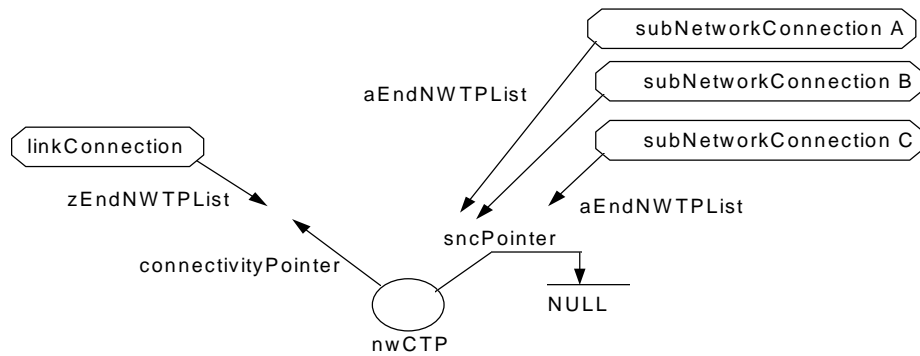 subNetworkConnection A
aEndNWTPList
subNetworkConnection B
linkConnection
subNetworkConnection C
zEndNWTPList
aEndNWTPList
sncPointer
connectivityPointer
NULL
nwCTP